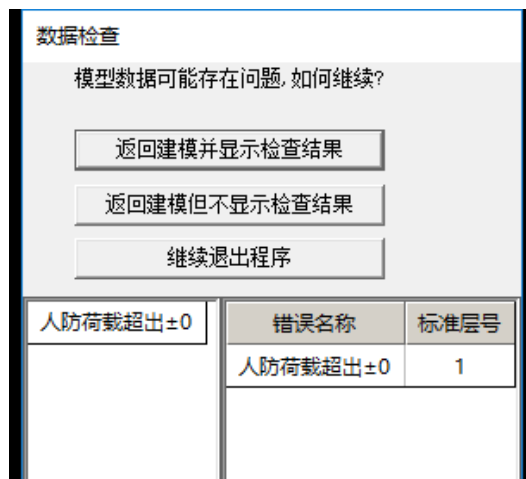 数据检查
模型数据可能存在问题,如何继续?
返回建模并显示检查结果
返回建模但不显示检查结果
继续退出程序
人防荷载超出±0
错误名称 标准层号
人防荷载超出±0 1